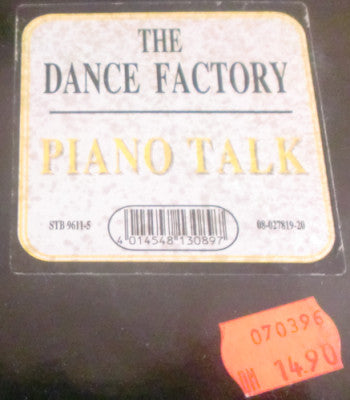 THE
DANCE FACTORY
PIANO TALK
STB 9611-5
4 014548 130897
08-027819-20
070396
DM 14.90